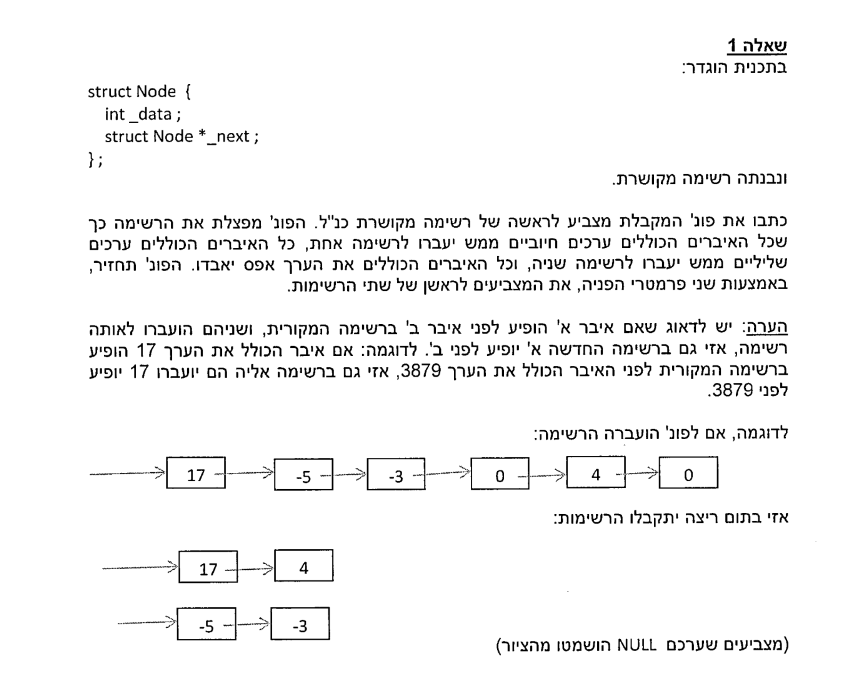 שאלה 1
בתכנית הוגדר:
struct Node {
int _data ;
struct Node *_next ;
} ;
ונבנתה רשימה מקושרת.
כתבו את פונ' המקבלת מצביע לראשה של רשימה מקושרת כנ"ל. הפונ' מפצלת את הרשימה כך
שכל האיברים הכוללים ערכים חיוביים ממש יעברו לרשימה אחת, כל האיברים הכוללים ערכים
שליליים ממש יעברו לרשימה שניה, וכל האיברים הכוללים את הערך אפס יאבדו. הפונ' תחזיר,
באמצעות שני פרמטרי הפניה, את המצביעים לראשן של שתי הרשימות.
הערה: יש לדאוג שאם איבר א' הופיע לפני איבר ב' ברשימה המקורית, ושניהם הועברו לאותה
רשימה, אזי גם ברשימה החדשה א' יופיע לפני ב'. לדוגמה: אם איבר הכולל את הערך 17 הופיע
ברשימה המקורית לפני האיבר הכולל את הערך 3879, אזי גם ברשימה אליה הם יועברו 17 יופיע
לפני 3879.
לדוגמה, אם לפונ' הועברה הרשימה:
17 -5 -3 0 4 0
אזי בתום ריצה יתקבלו הרשימות:
17 4
-5 -3
(מצביעים שערכם NULL הושמטו מהציור)